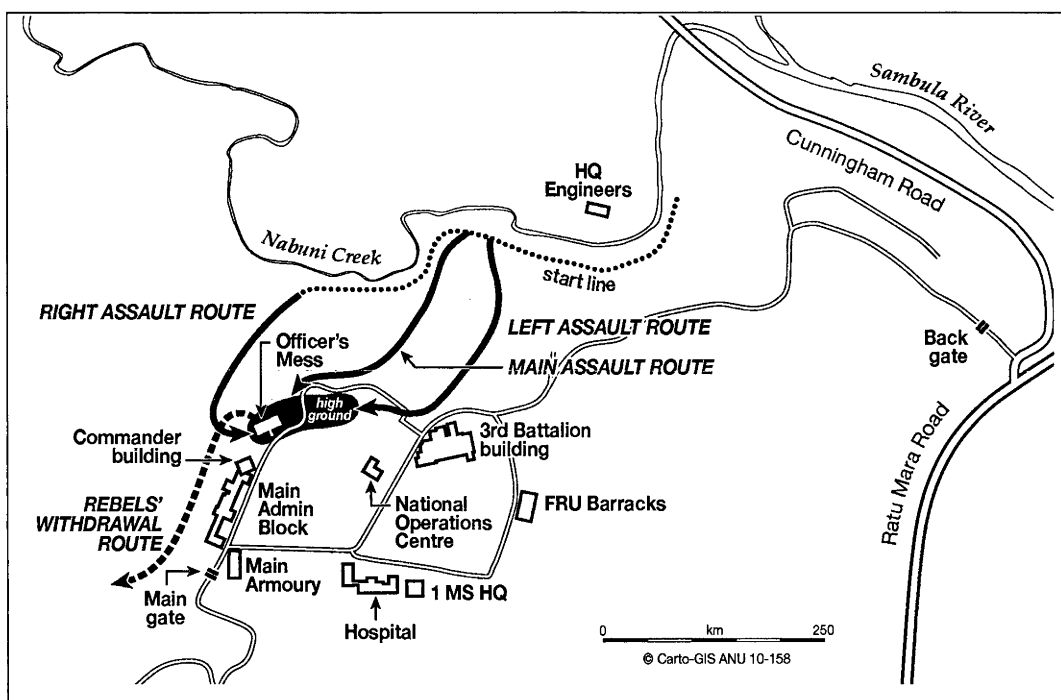 Sambula River
Cunningham Road
HQ
Engineers
Nabuni Creek
start line
RIGHT ASSAULT ROUTE
LEFT ASSAULT ROUTE
Officer's
Mess
MAIN ASSAULT ROUTE
Back
gate
high
ground
Commander
building
3rd Battalion
building
Ratu Mara Road
Main
Admin
Block
National
Operations
Centre
FRU Barracks
REBELS'
WITHDRAWAL
ROUTE
Main
Armoury
Main
gate
1 MS HQ
Hospital
0 km 250
© Carto-GIS ANU 10-158